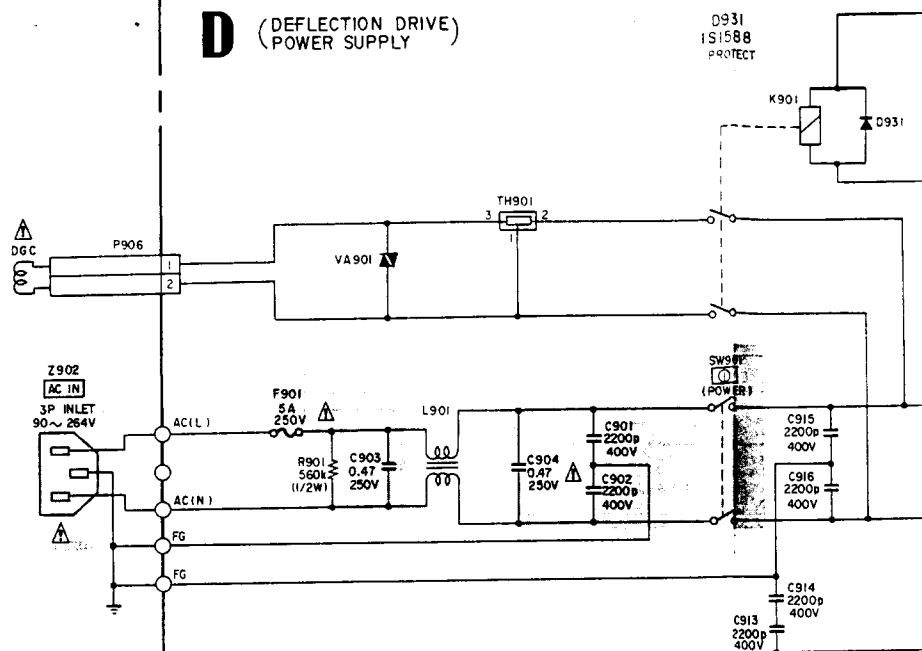 D (DEFLECTION DRIVE)
POWER SUPPLY
D931
1S1588
PROTECT
K901
D931
TH901
3
2
1
DGC
P906
1
2
VA901
Z902
AC IN
3P INLET
90~264V
AC(L)
F901
5A
250V
L901
SW901
(POWER)
R901
560k
(1/2W)
C903
0.47
250V
C904
0.47
250V
C901
2200p
400V
C902
2200p
400V
C915
2200p
400V
C916
2200p
400V
AC(N)
FG
FG
C914
2200p
400V
C913
2200p
400V